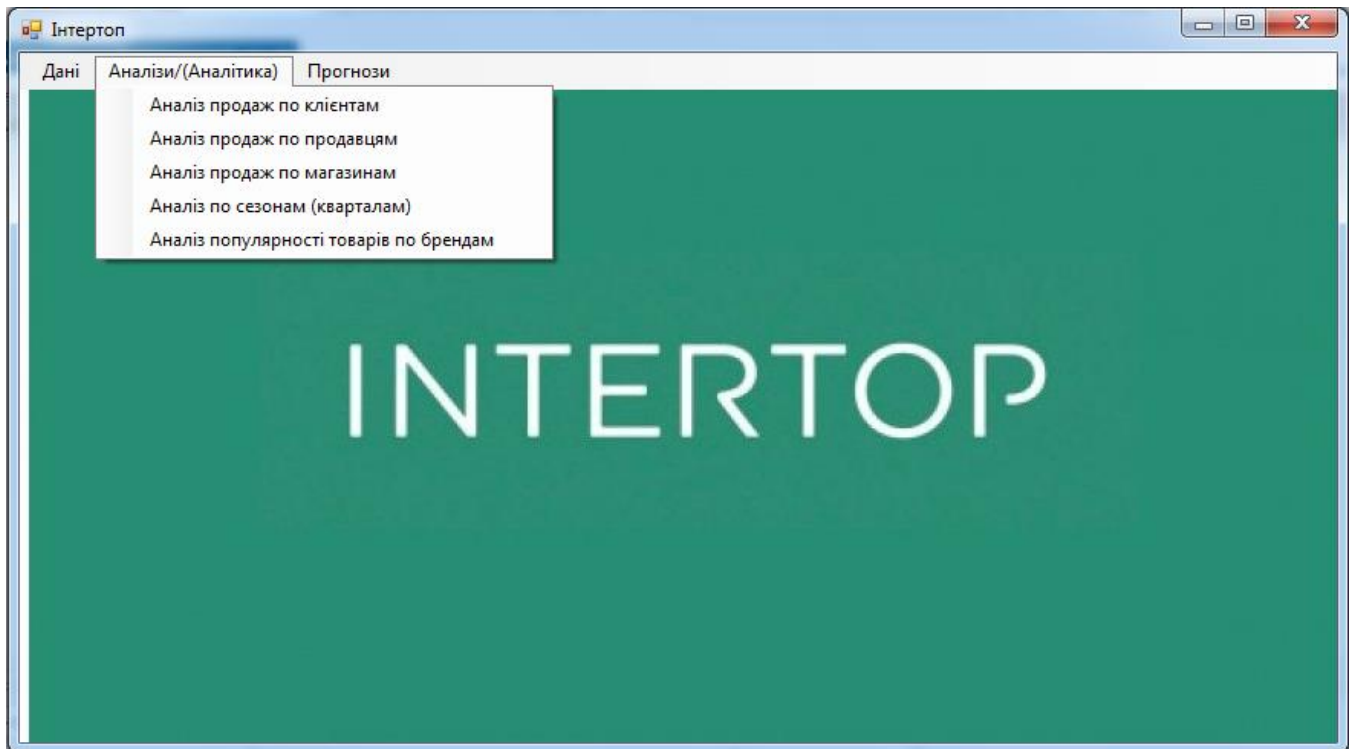 Інтертоп
Дані Аналізи/(Аналітика) Прогнози
Аналіз продаж по клієнтам
Аналіз продаж по продавцям
Аналіз продаж по магазинам
Аналіз по сезонам (кварталам)
Аналіз популярності товарів по брендам
INTERTOP